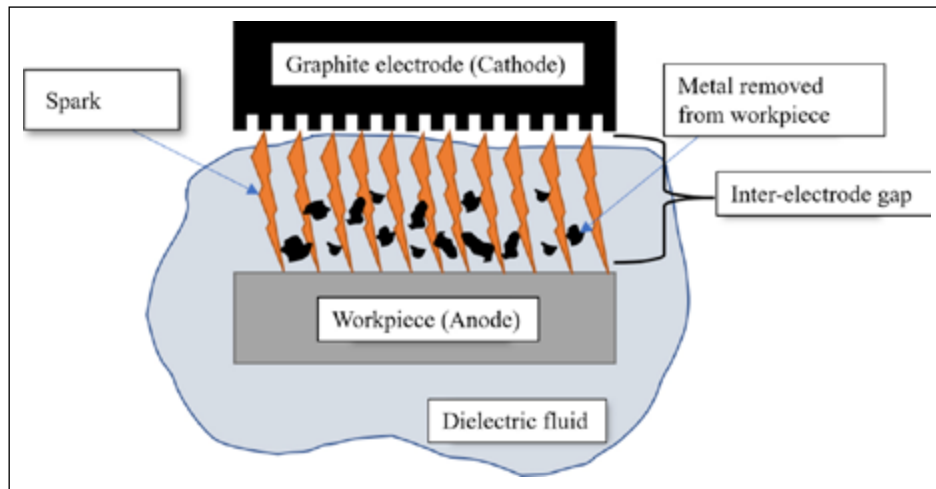 Graphite electrode (Cathode)
Spark
Metal removed
from workpiece
Inter-electrode gap
Workpiece (Anode)
Dielectric fluid